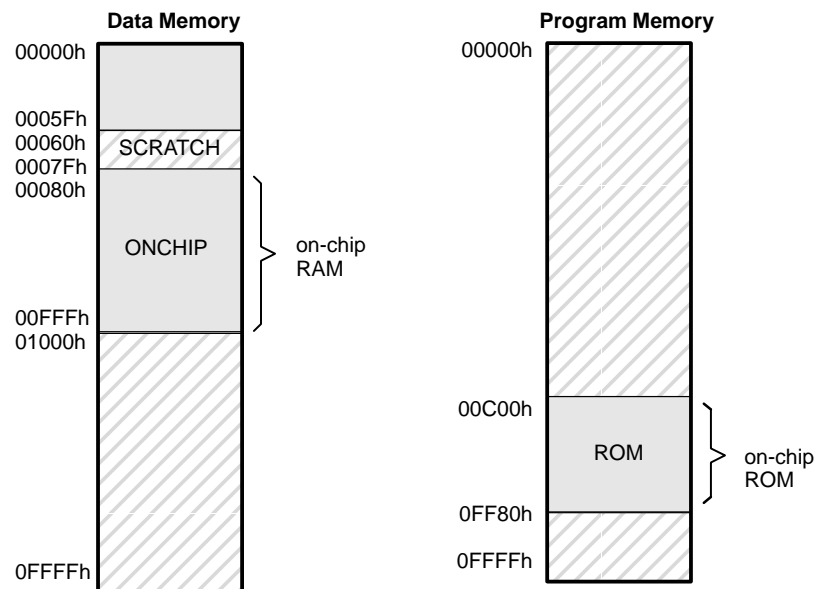 Data Memory
00000h
0005Fh
00060h
SCRATCH
0007Fh
00080h
ONCHIP
on-chip
RAM
00FFFh
01000h
0FFFFh
Program Memory
00000h
00C00h
ROM
on-chip
ROM
0FF80h
0FFFFh